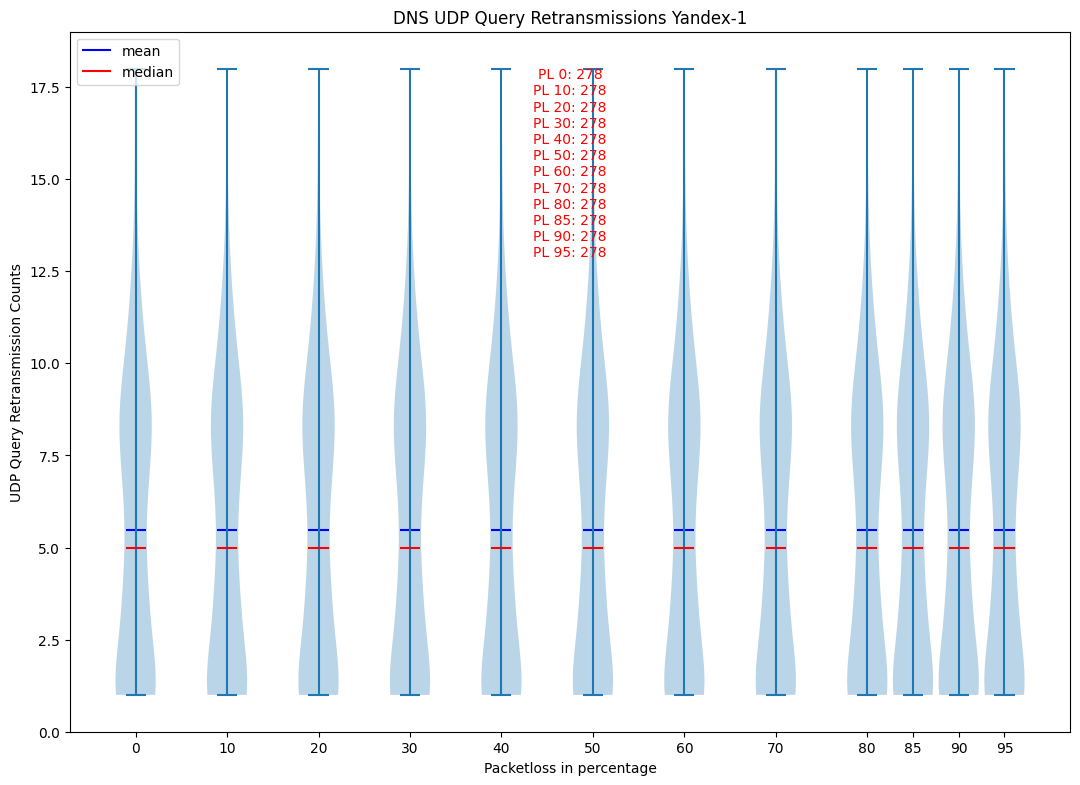 DNS UDP Query Retransmissions Yandex-1
mean
median
PL 0: 278
PL 10: 278
PL 20: 278
PL 30: 278
PL 40: 278
PL 50: 278
PL 60: 278
PL 70: 278
PL 80: 278
PL 85: 278
PL 90: 278
PL 95: 278
UDP Query Retransmission Counts
17.5
15.0
12.5
10.0
7.5
5.0
2.5
0.0
0 10 20 30 40 50 60 70 80 85 90 95
Packetloss in percentage